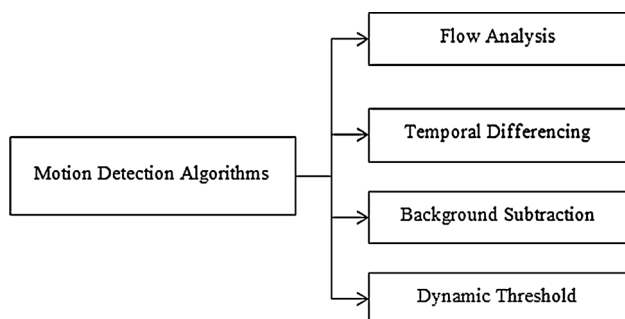 Flow Analysis
Temporal Differencing
Motion Detection Algorithms
Background Subtraction
Dynamic Threshold